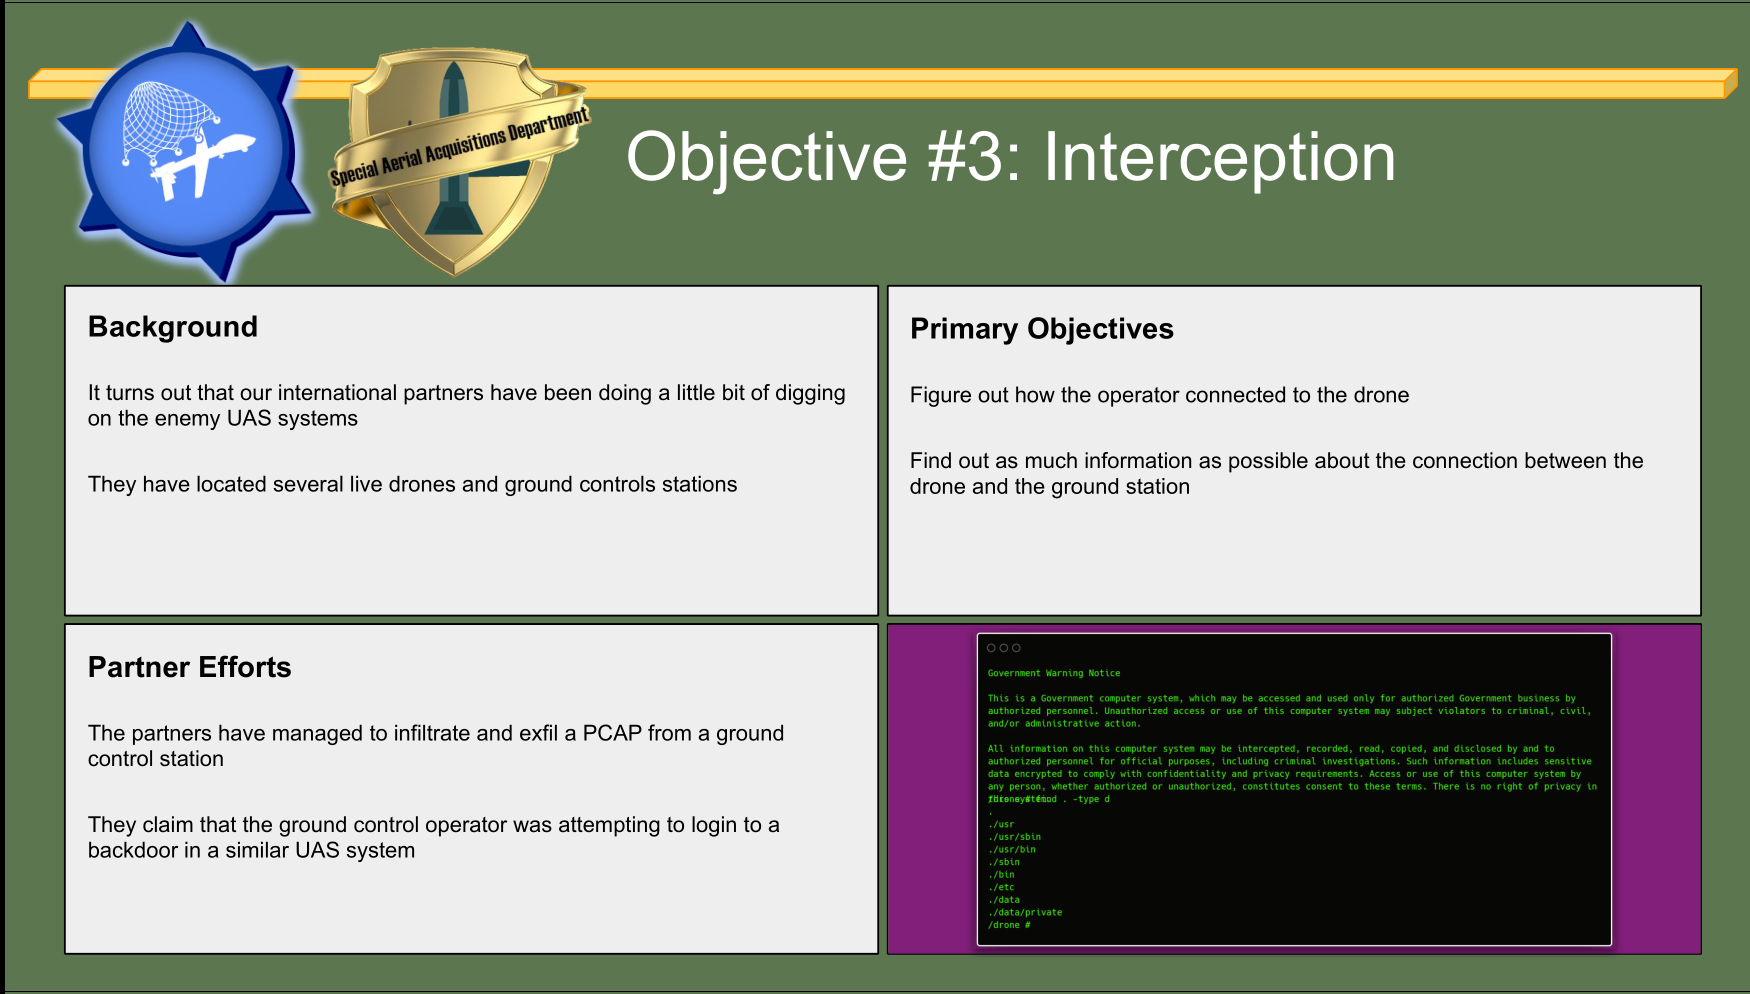 Special Aerial Acquisitions Department
Objective #3: Interception
Background
It turns out that our international partners have been doing a little bit of digging
on the enemy UAS systems
They have located several live drones and ground controls stations
Primary Objectives
Figure out how the operator connected to the drone
Find out as much information as possible about the connection between the
drone and the ground station
Partner Efforts
The partners have managed to infiltrate and exfil a PCAP from a ground
control station
They claim that the ground control operator was attempting to login to a
backdoor in a similar UAS system
Government Warning Notice
This is a Government computer system, which may be accessed and used only for authorized Government business by
authorized personnel. Unauthorized access or use of this computer system may subject violators to criminal, civil,
and/or administrative action.
All information on this computer system may be intercepted, recorded, read, copied, and disclosed by and to
authorized personnel for official purposes, including criminal investigations. Such information includes sensitive
data encrypted to comply with confidentiality and privacy requirements. Access or use of this computer system by
any person, whether authorized or unauthorized, constitutes consent to these terms. There is no right of privacy in
. -type d
.
./usr
./usr/sbin
./usr/bin
./sbin
./bin
./etc
./data
./data/private
/drone #